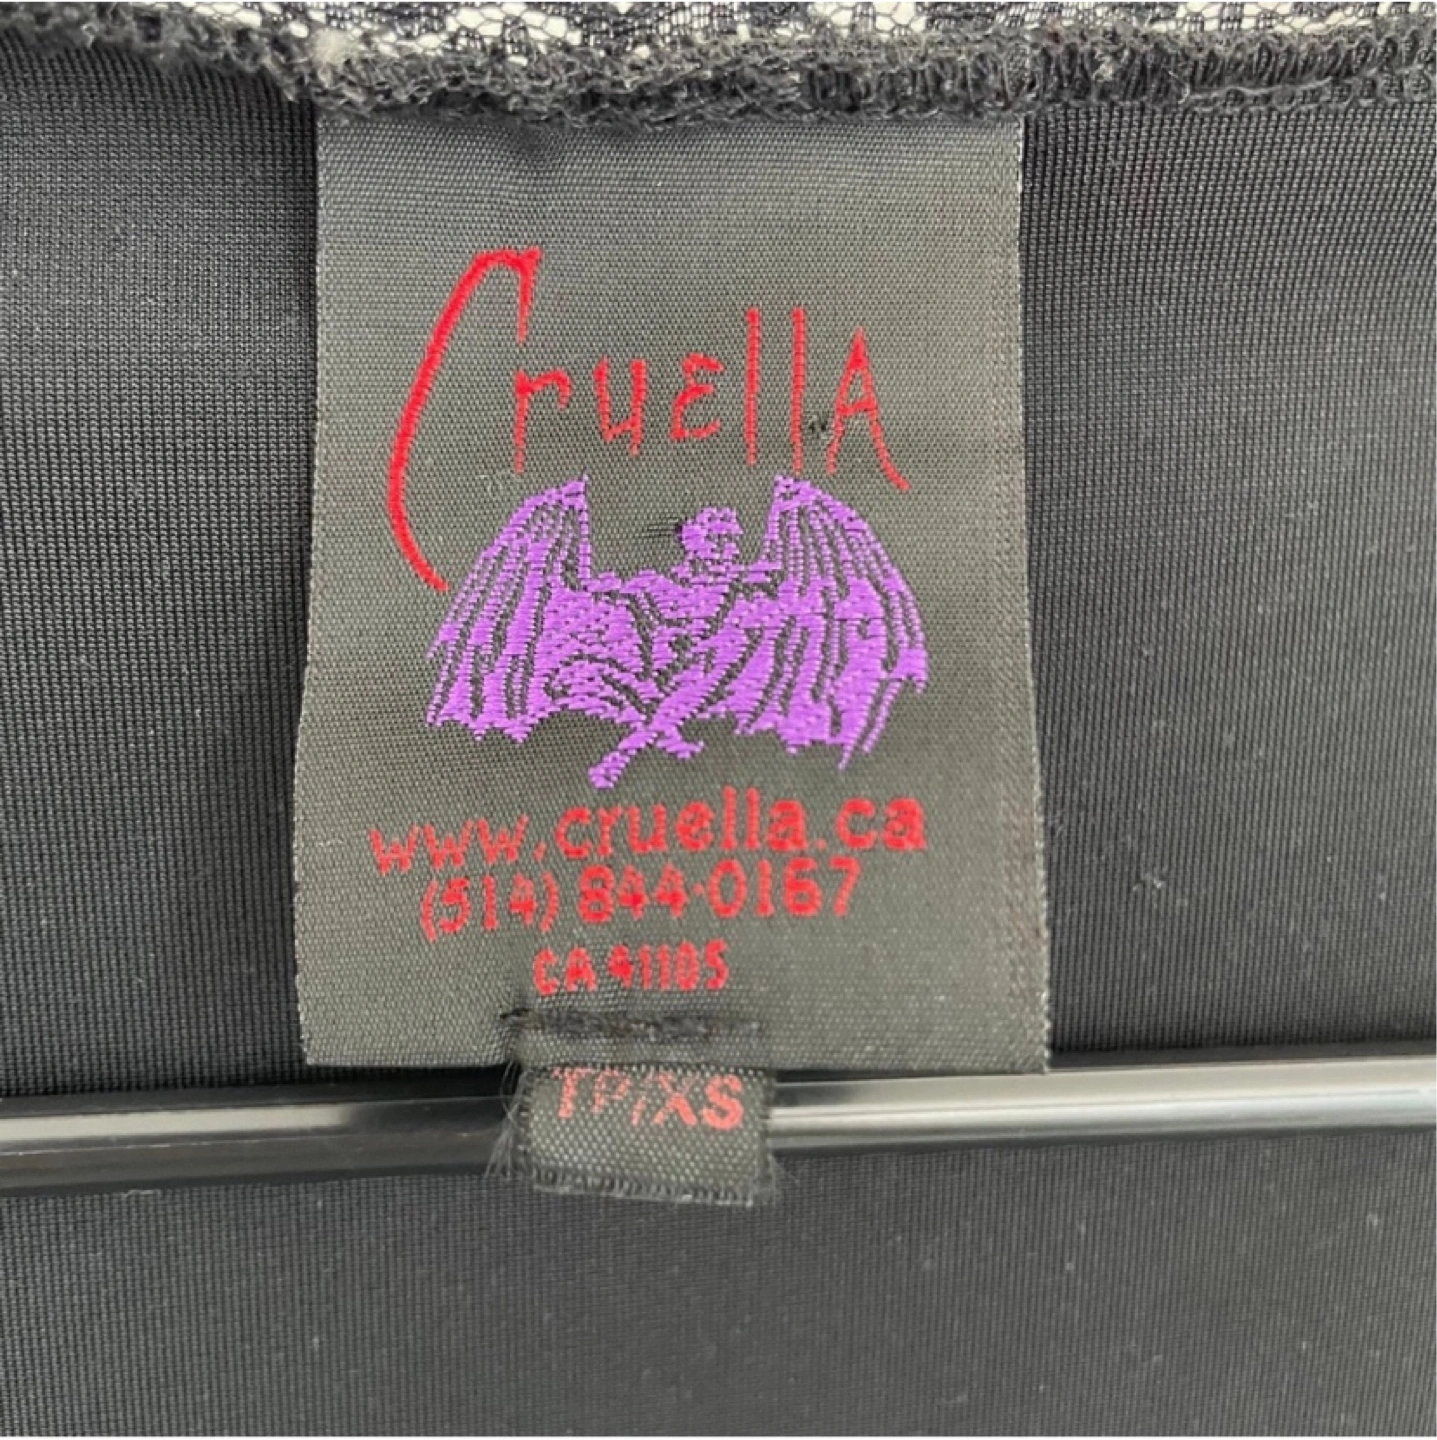 CruellA
www.cruella.ca
(514) 844-0167
CA 41105
TP/XS